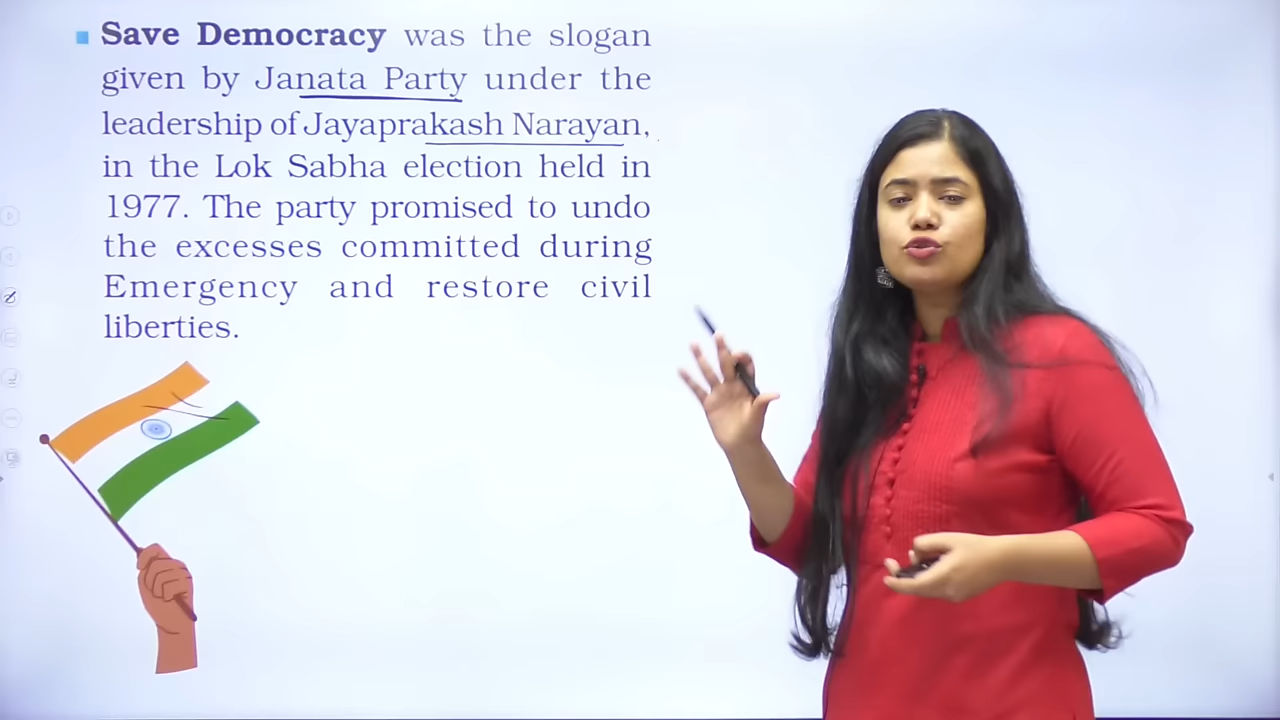 Save Democracy was the slogan
given by Janata Party under the
leadership of Jayaprakash Narayan,
in the Lok Sabha election held in
1977. The party promised to undo
the excesses committed during
Emergency and restore civil
liberties.